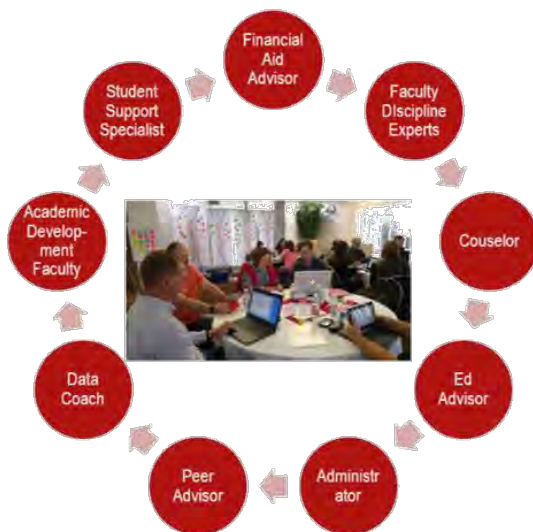 Financial
Aid
Advisor
Faculty
DIscipline
Experts
Couselor
Ed
Advisor
Administr
ator
Peer
Advisor
Data
Coach
Academic
Develop-
ment
Faculty
Student
Support
Specialist